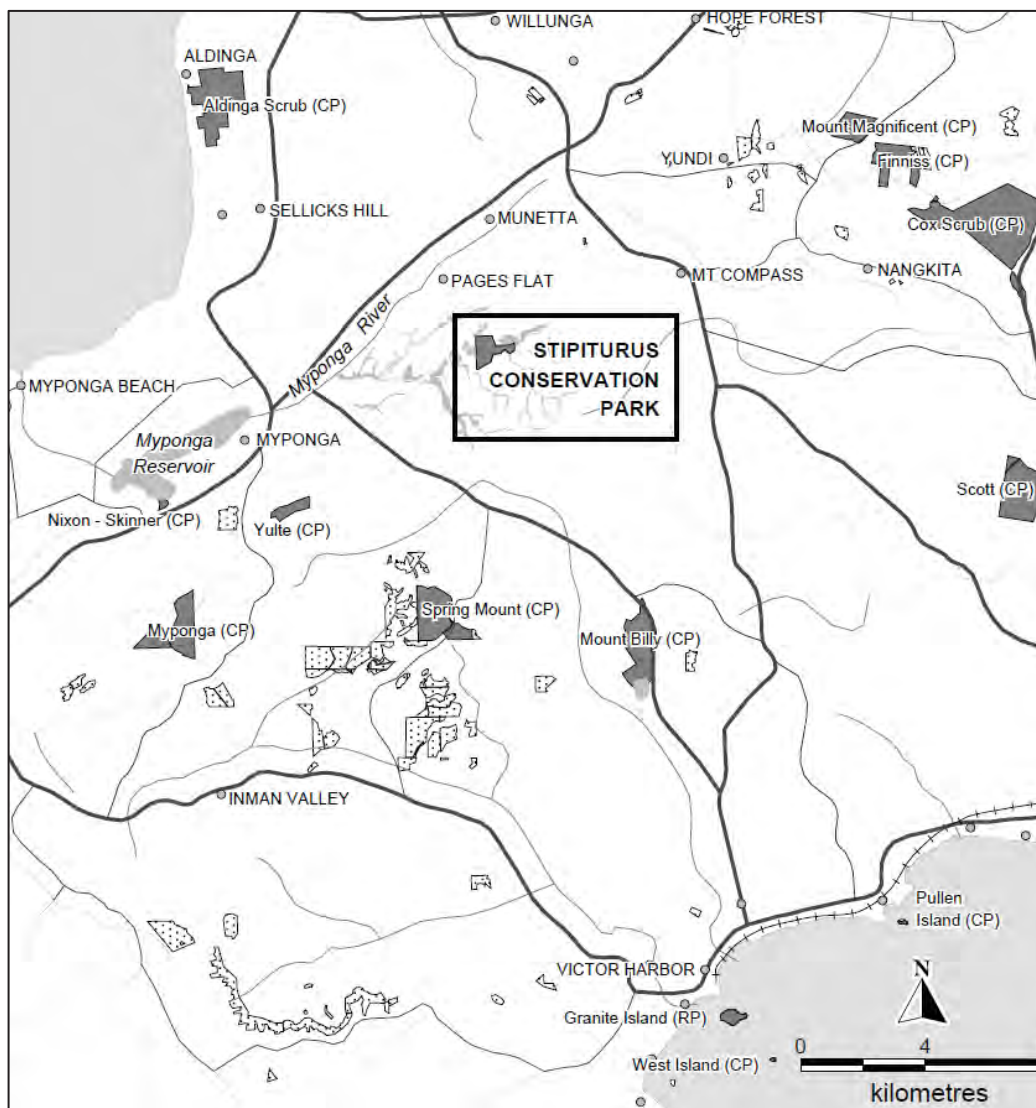 WILLUNGA
HOPE FOREST
ALDINGA
Aldinga Scrub (CP)
Mount Magnificent (CP)
YUNDI
Finniss (CP)
SELLICKS HILL
MUNETTA
Cox Scrub (CP)
PAGES FLAT
MT COMPASS
NANGKITA
Myponga River
STIPITURUS
CONSERVATION
PARK
MYPONGA BEACH
MYPONGA
Myponga
Reservoir
Scott (CP)
Nixon - Skinner (CP)
Yulte (CP)
Spring Mount (CP)
Myponga (CP)
Mount Billy (CP)
INMAN VALLEY
Pullen
Island (CP)
VICTOR HARBOR
N
Granite Island (RP)
0 4
West Island (CP)
kilometres